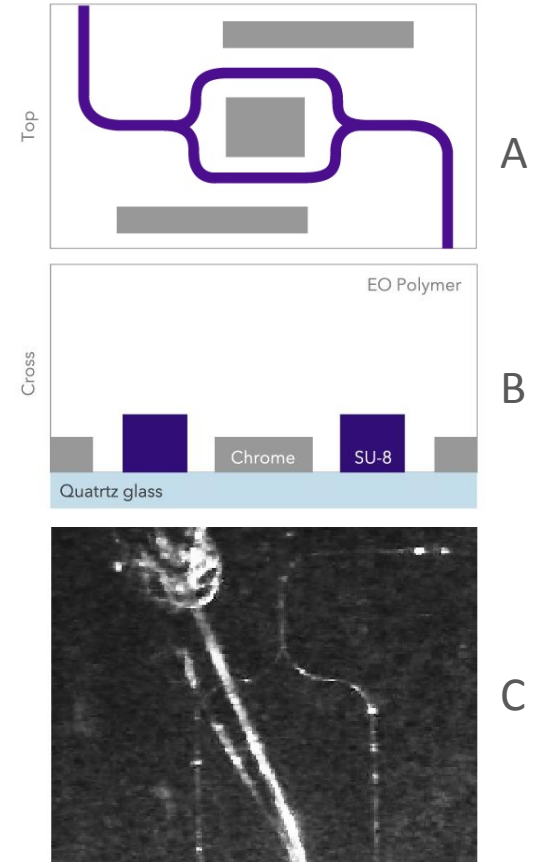 Top
A
EO Polymer
Cross
B
Chrome
SU-8
Quatrtz glass
C